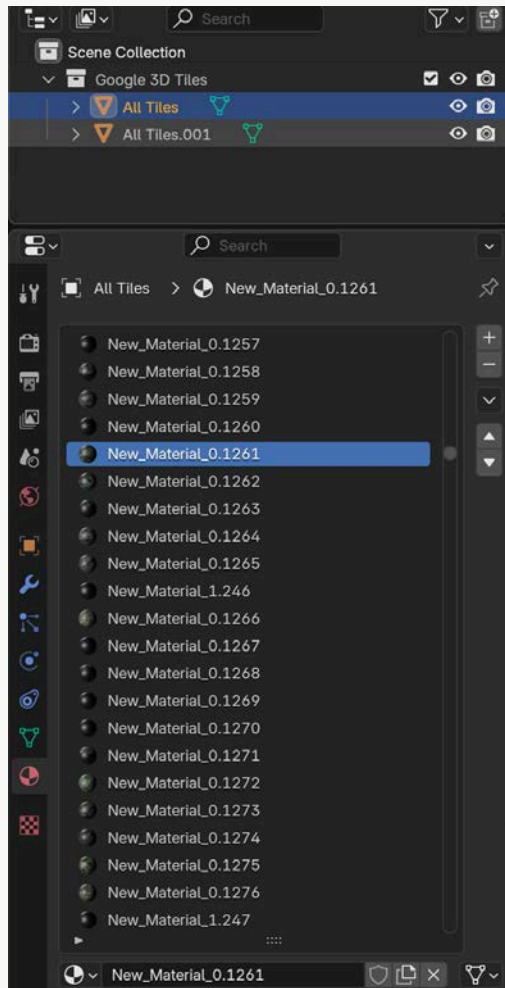 Search
Scene Collection
Google 3D Tiles
All Tiles
All Tiles.001
Search
All Tiles > New_Material_0.1261
New_Material_0.1257
New_Material_0.1258
New_Material_0.1259
New_Material_0.1260
New_Material_0.1261
New_Material_0.1262
New_Material_0.1263
New_Material_0.1264
New_Material_0.1265
New_Material_1.246
New_Material_0.1266
New_Material_0.1267
New_Material_0.1268
New_Material_0.1269
New_Material_0.1270
New_Material_0.1271
New_Material_0.1272
New_Material_0.1273
New_Material_0.1274
New_Material_0.1275
New_Material_0.1276
New_Material_1.247
New_Material_0.1261